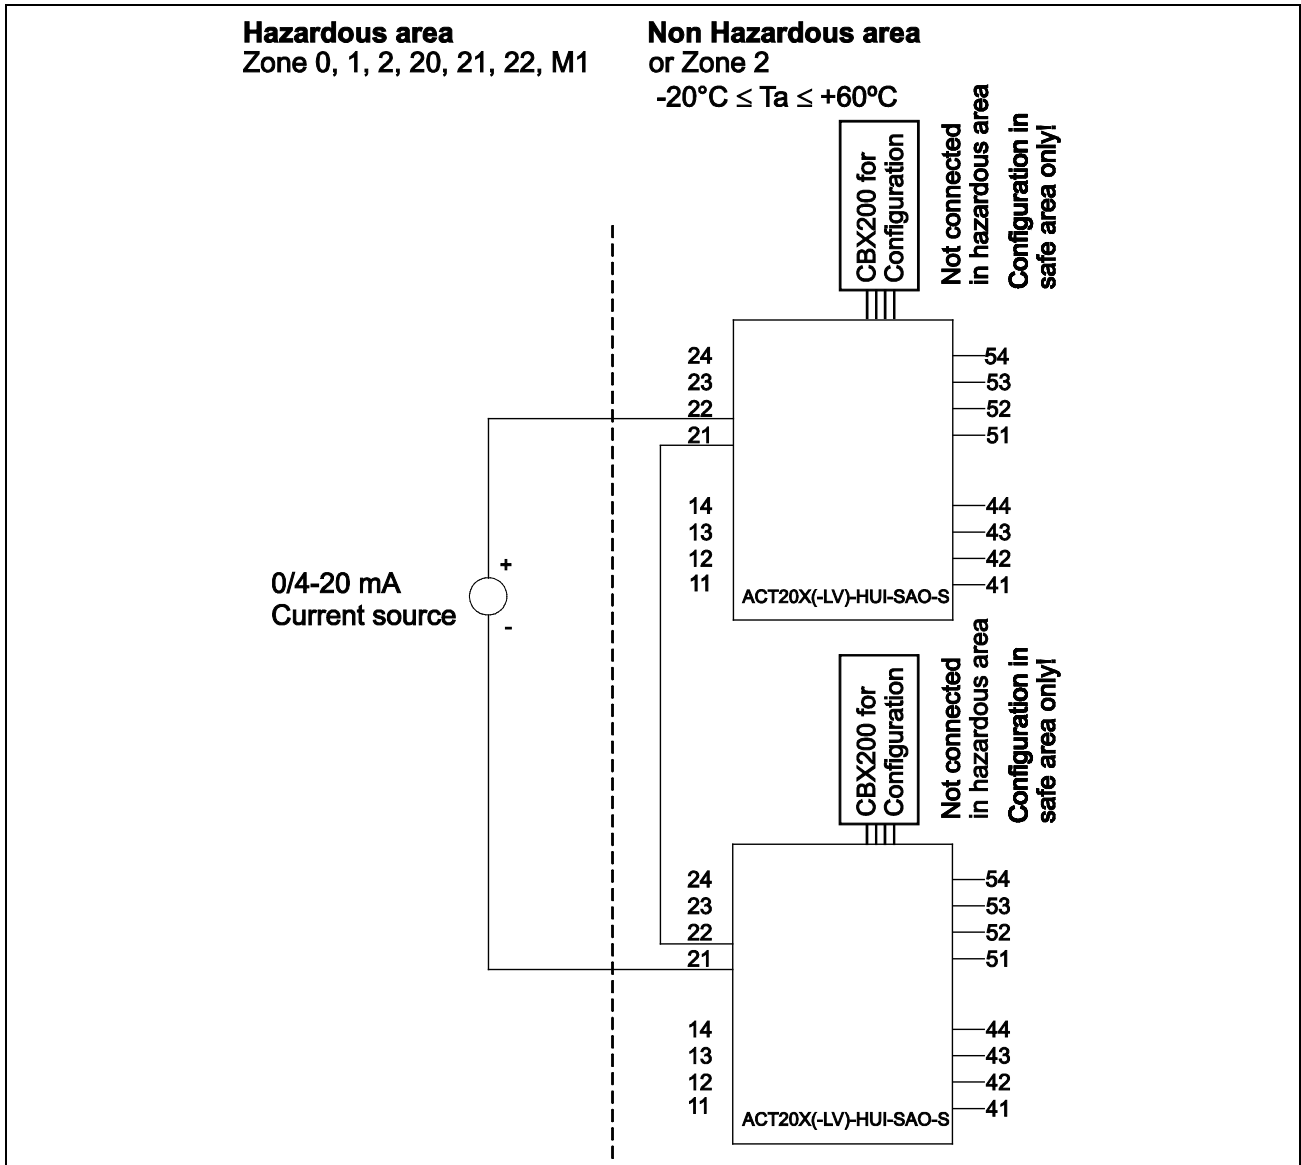 Hazardous area
Zone 0, 1, 2, 20, 21, 22, M1
Non Hazardous area
or Zone 2
-20°C ≤ Ta ≤ +60ºC
CBX200 for
Configuration
Not connected
in hazardous area
Configuration in
safe area only!
24
23
22
21
14
13
12
11
54
53
52
51
44
43
42
41
ACT20X(-LV)-HUI-SAO-S
0/4-20 mA
Current source
+
-
CBX200 for
Configuration
Not connected
in hazardous area
Configuration in
safe area only!
24
23
22
21
14
13
12
11
54
53
52
51
44
43
42
41
ACT20X(-LV)-HUI-SAO-S